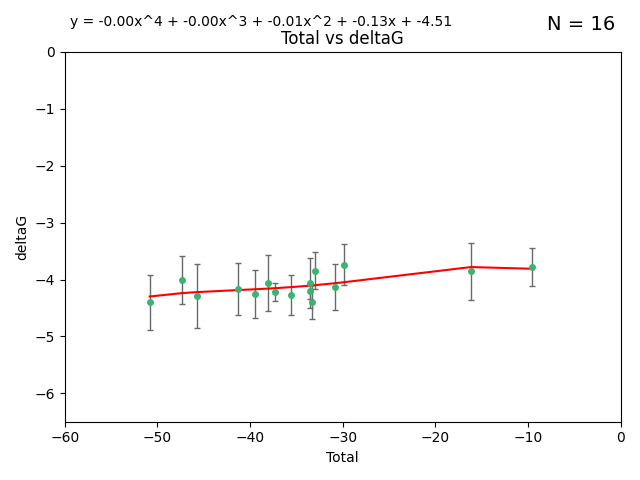 y = -0.00x^4 + -0.00x^3 + -0.01x^2 + -0.13x + -4.51
N = 16
Total vs deltaG
0
−1
−2
−3
−4
−5
−6
deltaG
−60
−50
−40
−30
−20
−10
0
Total